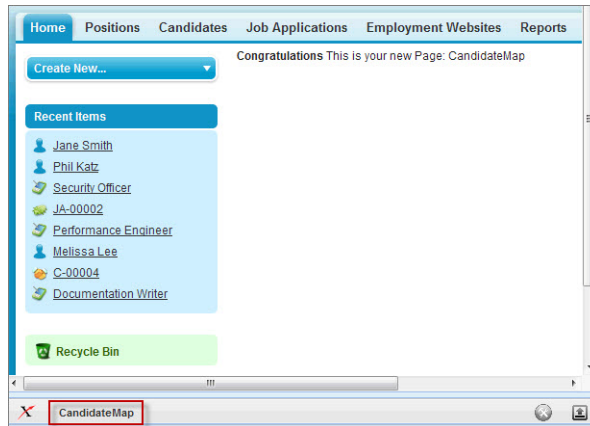 Home Positions Candidates Job Applications Employment Websites Reports
Congratulations This is your new Page: CandidateMap
Create New...
Recent Items
Jane Smith
Phil Katz
Security Officer
JA-00002
Performance Engineer
Melissa Lee
C-00004
Documentation Writer
Recycle Bin
CandidateMap